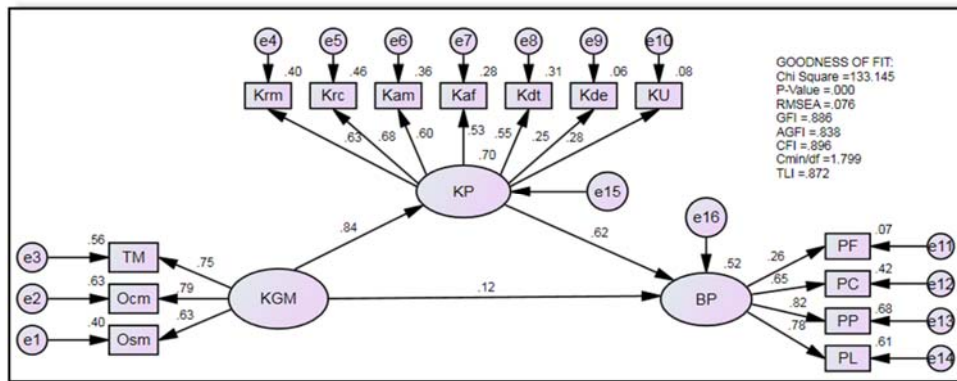 e4 e5 e6 e7 e8 e9 e10
.40 .46 .36 .28 .31 .06 .08
Krm Krc Kam Kaf Kdt Kde KU
GOODNESS OF FIT:
Chi Square =133.145
P-Value =.000
RMSEA =.076
GFI =.886
AGFI =.838
CFI =.896
Cmin/df =1.799
TLI =.872
.63 .68 .60 .53 .55 .25 .28
.70
KP
e15
e16
.84
.62
.56
e3 TM
.75
.63
e2 Ocm
.79
.40
e1 Osm
.63
KGM
.12
.52
BP
.07
.26
PF e11
.65
.42
PC e12
.82
.68
PP e13
.78
.61
PL e14